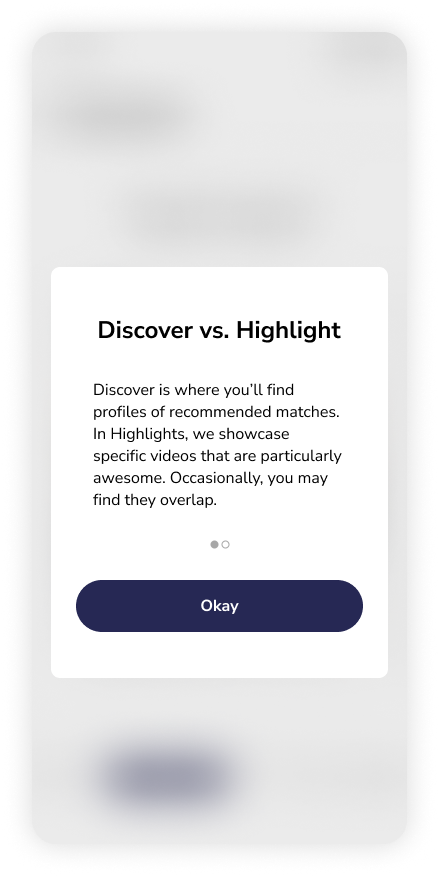 Discover vs. Highlight
Discover is where you’ll find
profiles of recommended matches.
In Highlights, we showcase
specific videos that are particularly
awesome. Occasionally, you may
find they overlap.
Okay